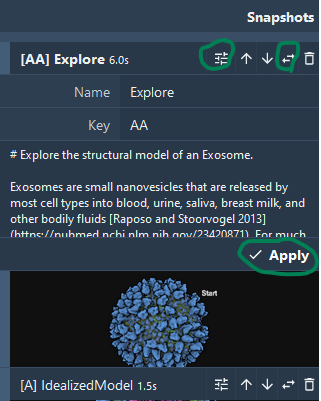 Snapshots
[AA] Explore 6.0s
Name Explore
Key AA
# Explore the structural model of an Exosome.
Exosomes are small nanovesicles that are released by
most cell types into blood, urine, saliva, breast milk, and
other bodily fluids [Raposo and Stoorvogel 2013]
(https://pubmed.ncbi.nlm.nih.gov/23420871). For much
Apply
Start
[A] IdealizedModel 1.5s